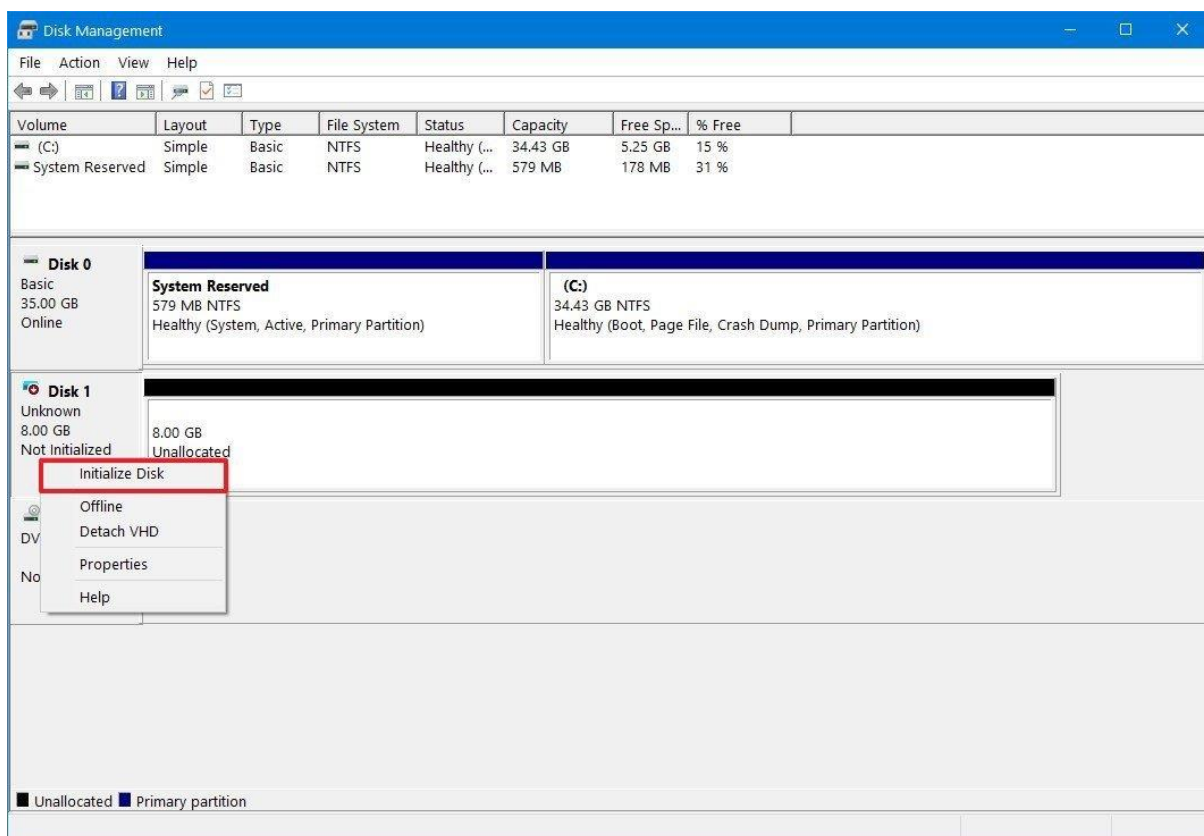 Disk Management
File Action View Help
Volume Layout Type File System Status Capacity Free Sp... % Free
(C:) Simple Basic NTFS Healthy (... 34.43 GB 5.25 GB 15 %
System Reserved Simple Basic NTFS Healthy (... 579 MB 178 MB 31 %
Disk 0
Basic
35.00 GB
Online
System Reserved
579 MB NTFS
Healthy (System, Active, Primary Partition)
(C:)
34.43 GB NTFS
Healthy (Boot, Page File, Crash Dump, Primary Partition)
Disk 1
Unknown
8.00 GB
Not Initialized
8.00 GB
Unallocated
Initialize Disk
Offline
Detach VHD
Properties
Help
DV
No
Unallocated Primary partition